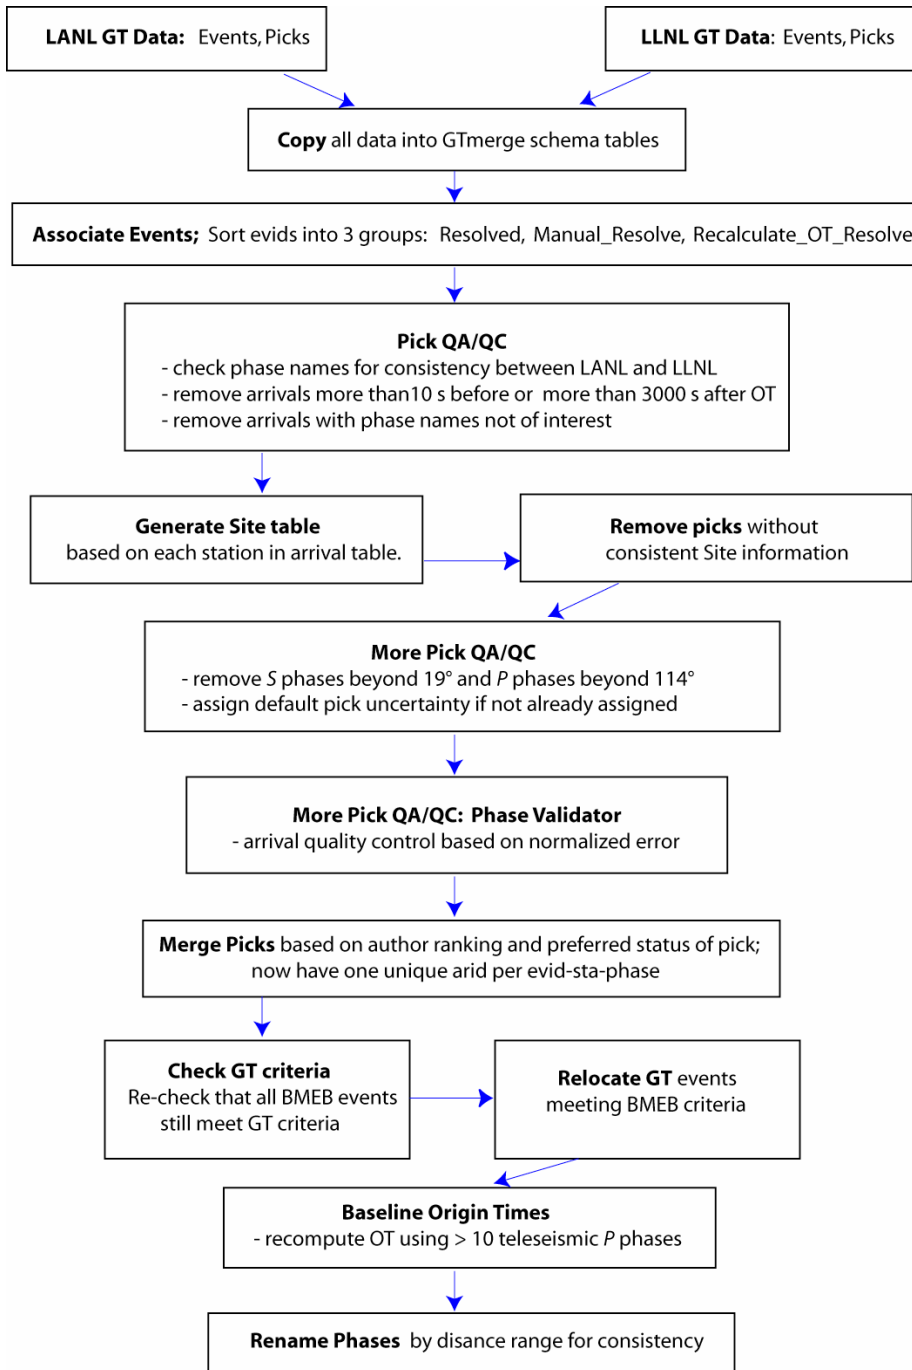 LANL GT Data: Events, Picks
LLNL GT Data: Events, Picks
Copy all data into GTmerge schema tables
Associate Events; Sort evids into 3 groups: Resolved, Manual_Resolve, Recalculate_OT_Resolve
Pick QA/QC
- check phase names for consistency between LANL and LLNL
- remove arrivals more than10 s before or more than 3000 s after OT
- remove arrivals with phase names not of interest
Generate Site table
based on each station in arrival table.
Remove picks without
consistent Site information
More Pick QA/QC
- remove S phases beyond 19° and P phases beyond 114°
- assign default pick uncertainty if not already assigned
More Pick QA/QC: Phase Validator
- arrival quality control based on normalized error
Merge Picks based on author ranking and preferred status of pick;
now have one unique arid per evid-sta-phase
Check GT criteria
Re-check that all BMEB events
still meet GT criteria
Relocate GT events
meeting BMEB criteria
Baseline Origin Times
- recompute OT using > 10 teleseismic P phases
Rename Phases by disance range for consistency